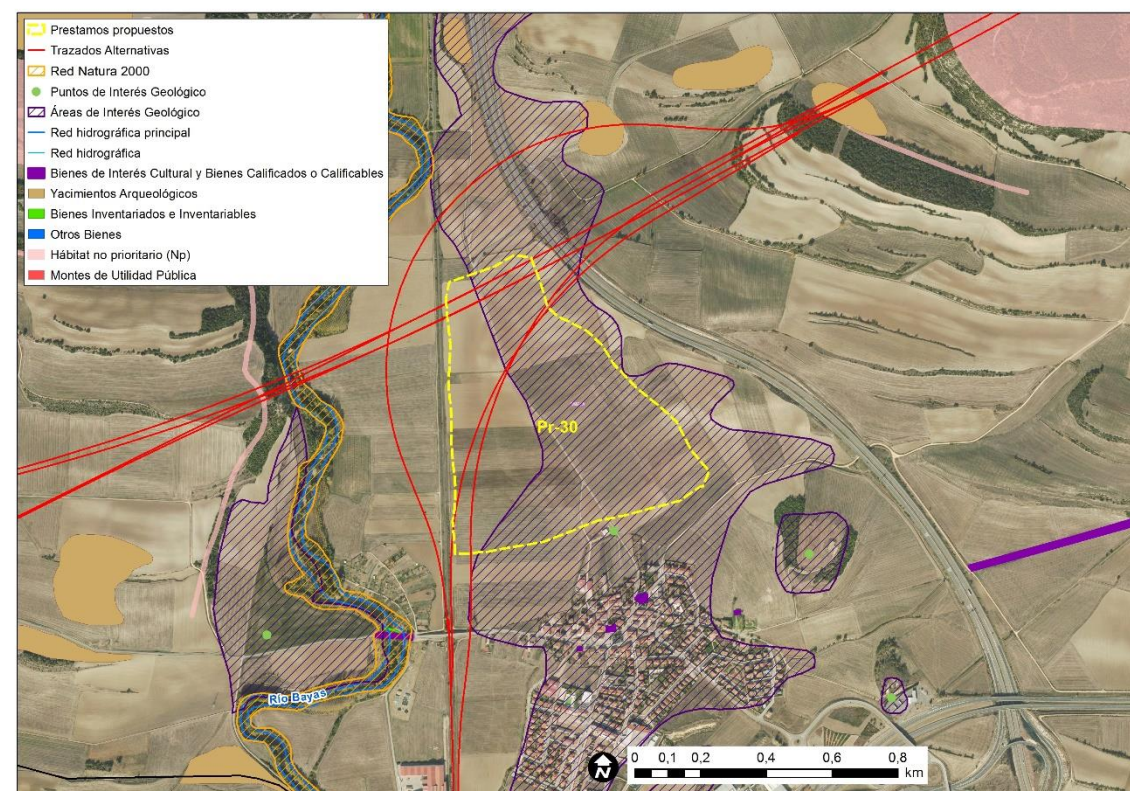 Prestamos propuestos
Trazados Alternativas
Red Natura 2000
Puntos de Interés Geológico
Áreas de Interés Geológico
Red hidrográfica principal
Red hidrográfica
Bienes de Interés Cultural y Bienes Calificados o Calificables
Yacimientos Arqueológicos
Bienes Inventariados e Inventariables
Otros Bienes
Hábitat no prioritario (Np)
Montes de Utilidad Pública
Pr-30
Río Bayas
N
0 0,1 0,2 0,4 0,6 0,8
km